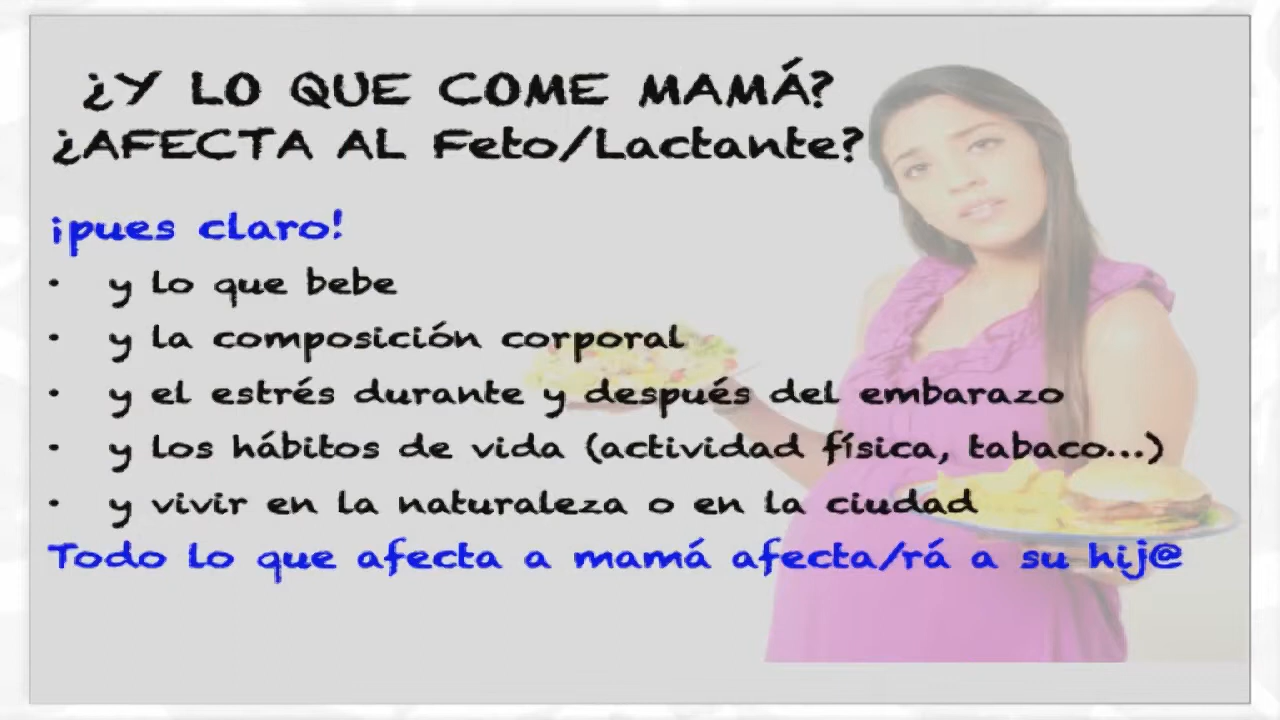 ¿Y LO QUE COME MAMÁ?
¿AFECTA AL Feto/Lactante?
¡pues claro!
• y lo que bebe
• y la composición corporal
• y el estrés durante y después del embarazo
• y los hábitos de vida (actividad física, tabaco...)
• y vivir en la naturaleza o en la ciudad
Todo lo que afecta a mamá afecta/rá a su hij@